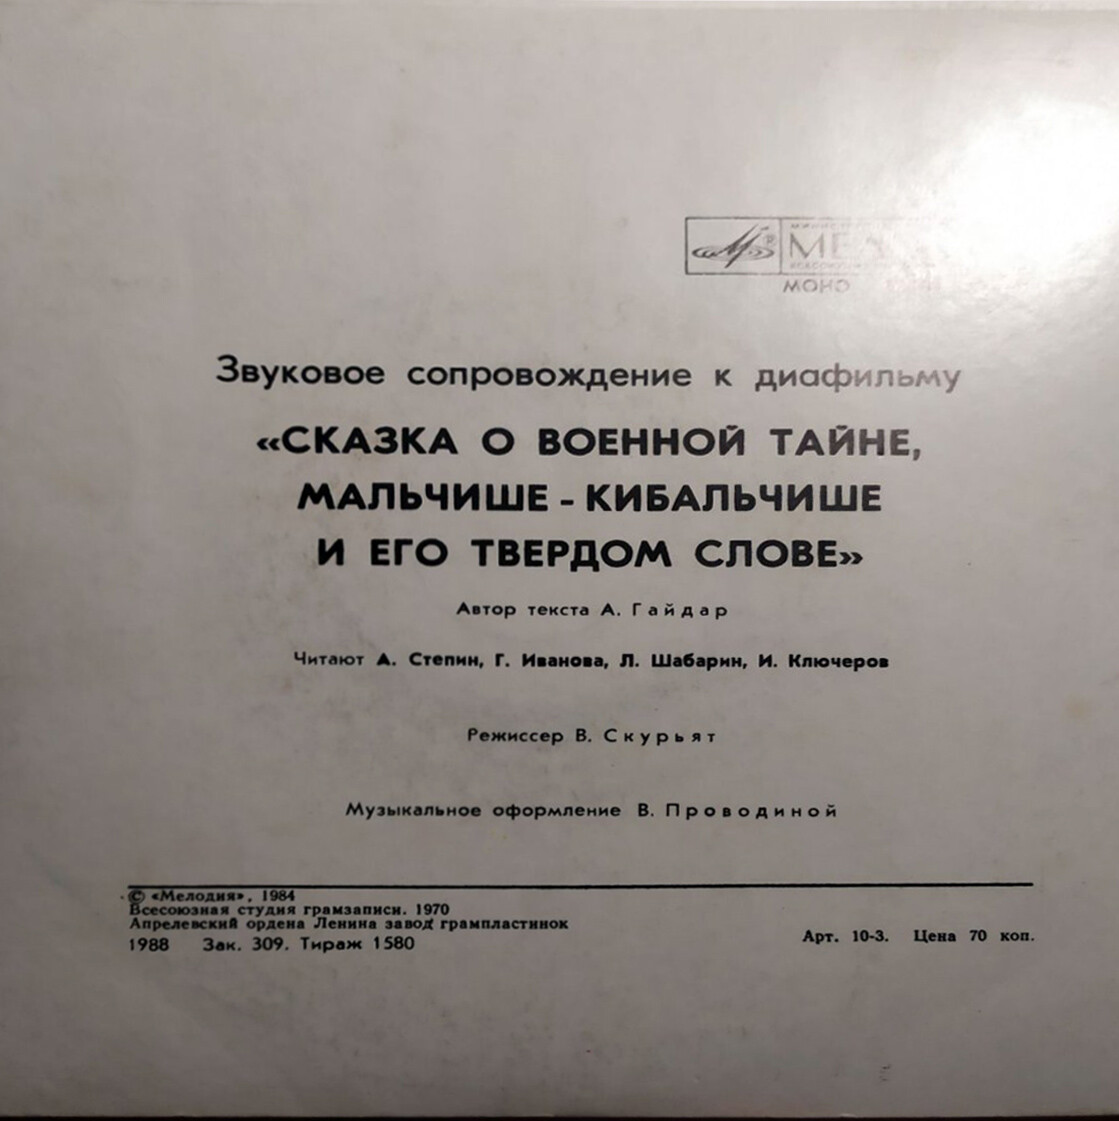 МОНО
Звуковое сопровождение к диафильму
«СКАЗКА О ВОЕННОЙ ТАЙНЕ,
МАЛЬЧИШЕ - КИБАЛЬЧИШЕ
И ЕГО ТВЕРДОМ СЛОВЕ»
Автор текста А. Гайдар
Читают А. Степин, Г. Иванова, Л. Шабарин, И. Ключеров
Режиссер В. Скурьят
Музыкальное оформление В. Проводиной
© «Мелодия», 1984
Всесоюзная студия грамзаписи. 1970
Апрелевский ордена Ленина завод грампластинок
1988 Зак. 309. Тираж 1580
Арт. 10-3. Цена 70 коп.